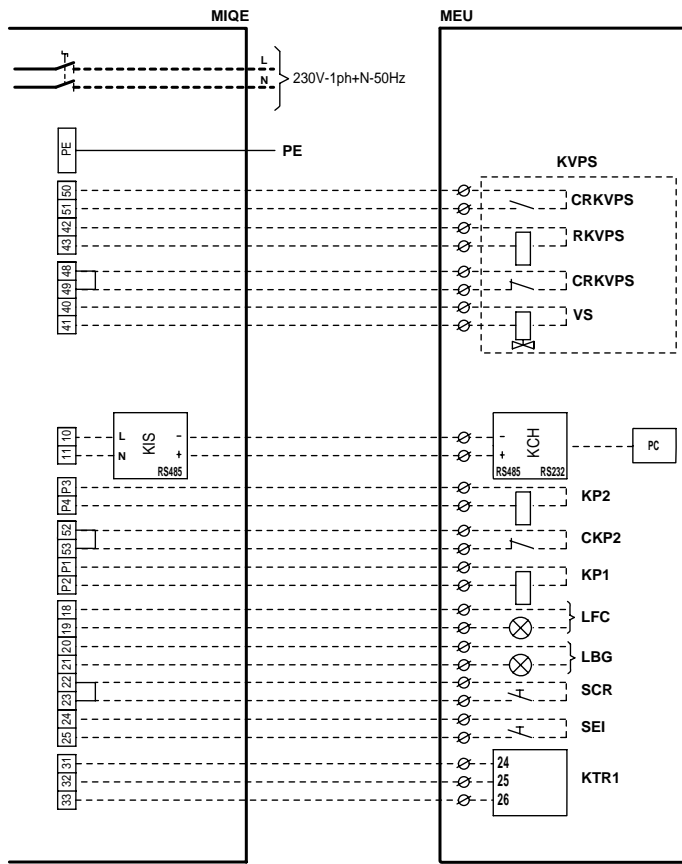 MIQE MEU
L
N
230V-1ph+N-50Hz
PE PE
KVPS
50
51 CRKVPS
42
43 RKVPS
48
49 CRKVPS
40
41 VS
10 L - - PC
11 N KIS + + KCH
RS485 RS485 RS232
P3
P4 KP2
52
53 CKP2
P1
P2 KP1
18
19 LFC
20
21 LBG
22
23 SCR
24
25 SEI
31 24
32 25 KTR1
33 26